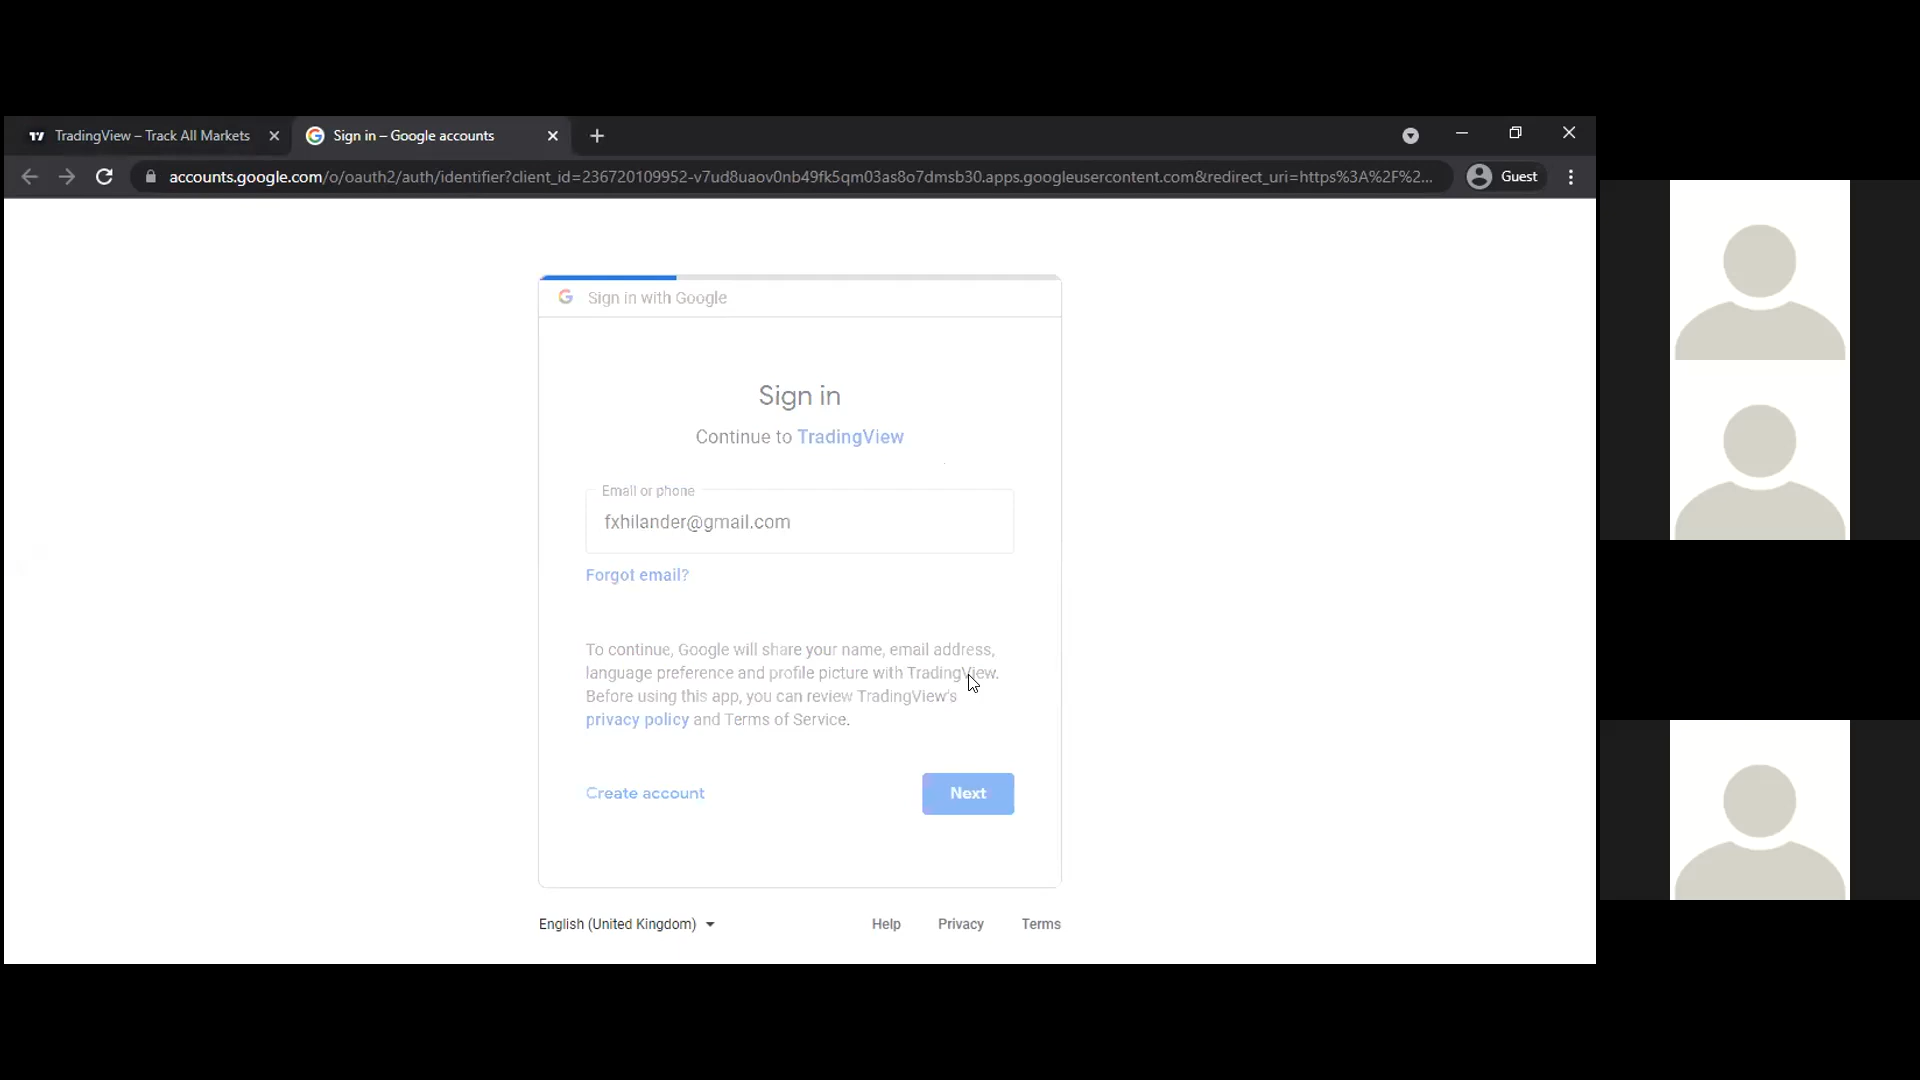 TradingView – Track All Markets
Sign in – Google accounts
accounts.google.com/o/oauth2/auth/identifier?client_id=236720109952-v7ud8uaov0nb49fk5qm03as8o7dmsb30.apps.googleusercontent.com&redirect_uri=https%3A%2F%2...
Guest
Sign in with Google
Sign in
Continue to TradingView
Email or phone
fxhilander@gmail.com
Forgot email?
To continue, Google will share your name, email address,
language preference and profile picture with TradingView.
Before using this app, you can review TradingView's
privacy policy and Terms of Service.
Create account
Next
English (United Kingdom)
Help
Privacy
Terms